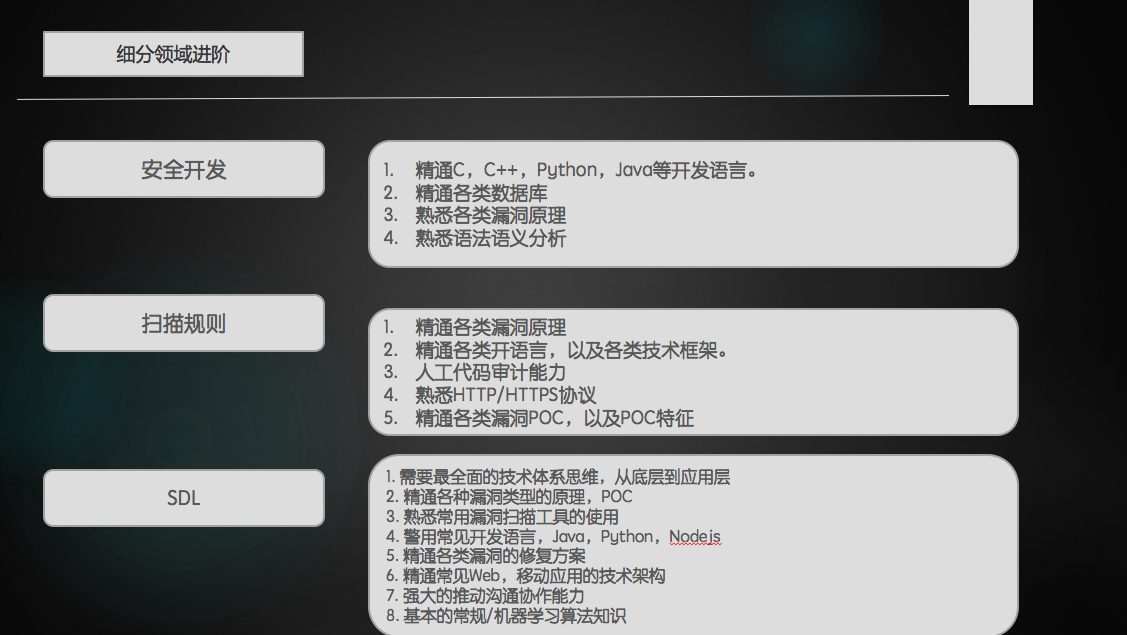 细分领域进阶
安全开发
1. 精通C，C++，Python，Java等开发语言。
2. 精通各类数据库
3. 熟悉各类漏洞原理
4. 熟悉语法语义分析
扫描规则
1. 精通各类漏洞原理
2. 精通各类开语言，以及各类技术框架。
3. 人工代码审计能力
4. 熟悉HTTP/HTTPS协议
5. 精通各类漏洞POC，以及POC特征
SDL
1. 需要最全面的技术体系思维，从底层到应用层
2. 精通各种漏洞类型的原理，POC
3. 熟悉常用漏洞扫描工具的使用
4. 警用常见开发语言，Java，Python，Nodejs
5. 精通各类漏洞的修复方案
6. 精通常见Web，移动应用的技术架构
7. 强大的推动沟通协作能力
8. 基本的常规/机器学习算法知识